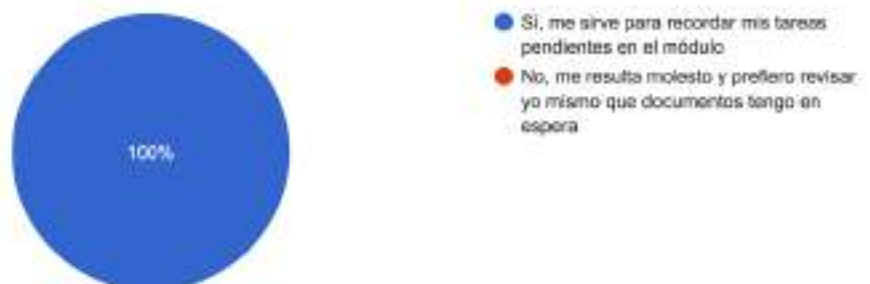 100%
Si, me sirve para recordar mis tareas
pendientes en el módulo
No, me resulta molesto y prefiero revisar
yo mismo que documentos tengo en
espera